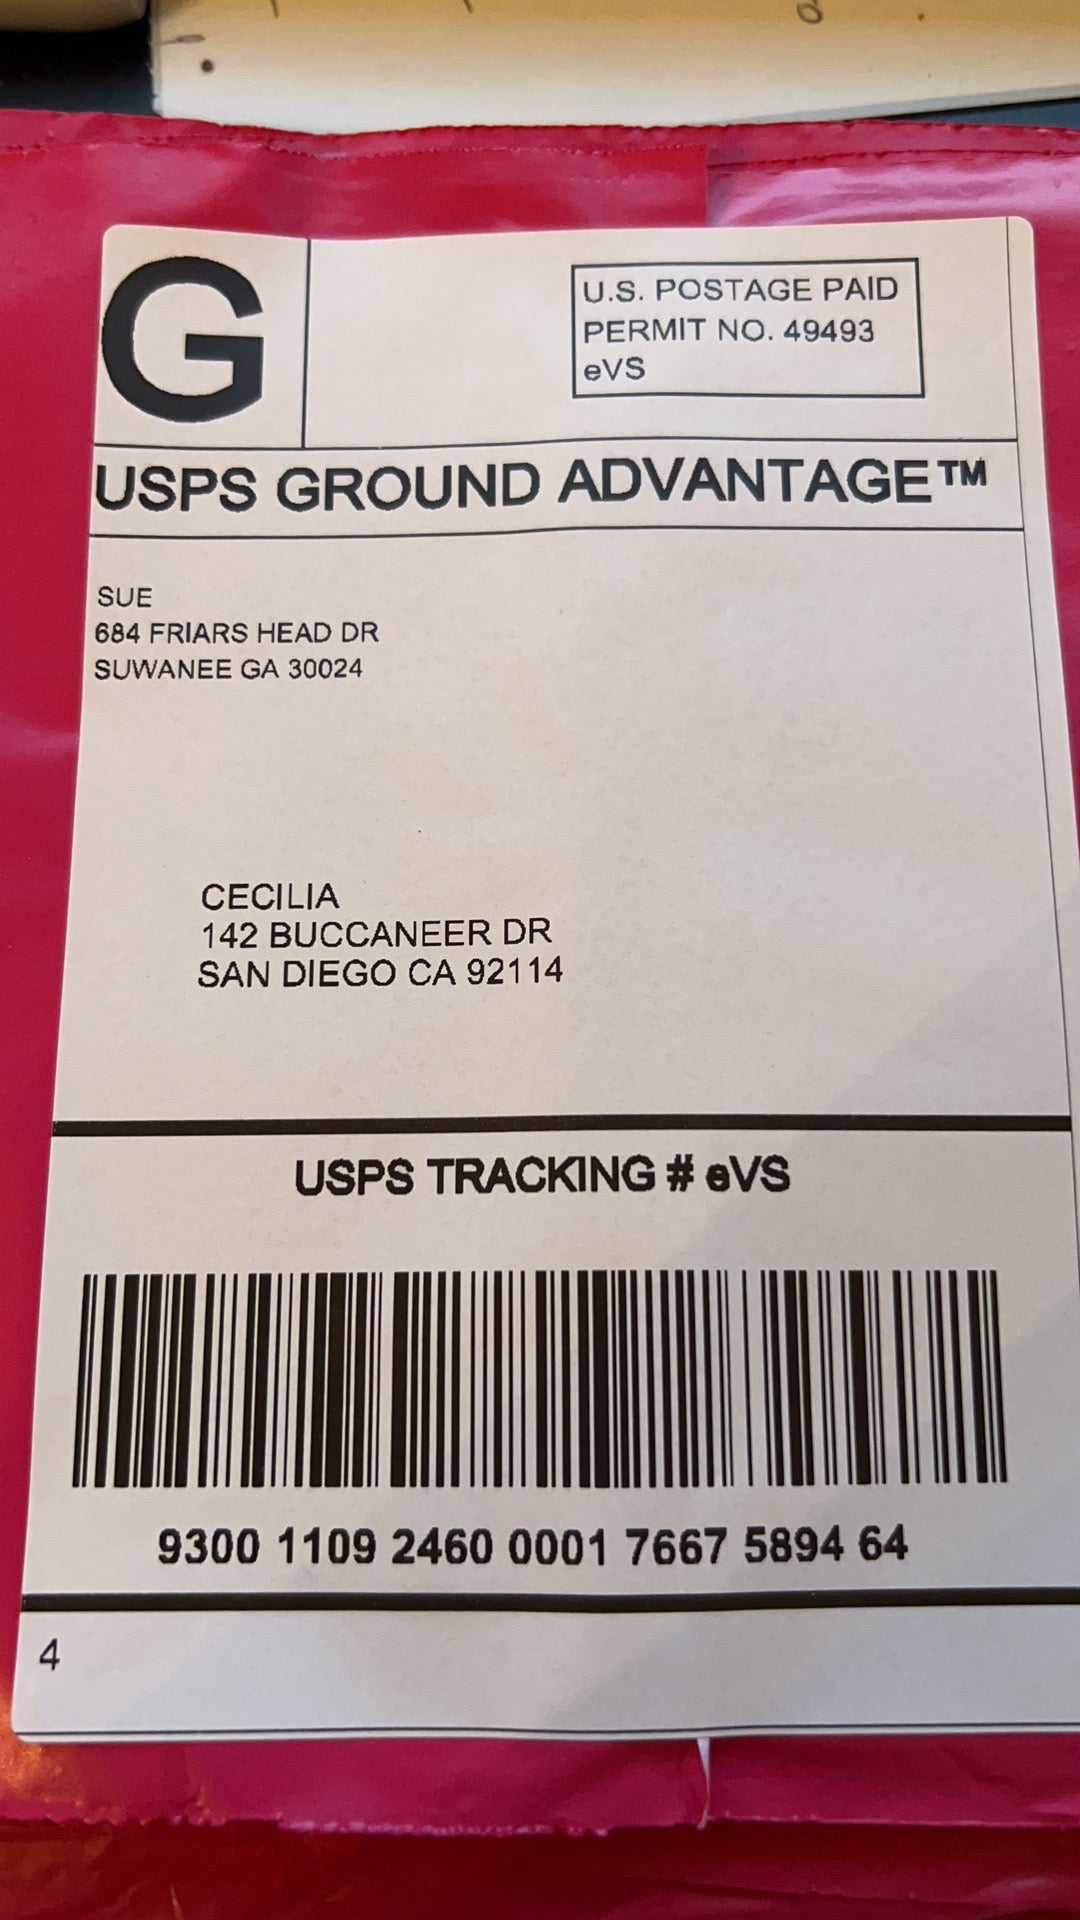 G
U.S. POSTAGE PAID
PERMIT NO. 49493
eVS
USPS GROUND ADVANTAGE™
SUE
684 FRIARS HEAD DR
SUWANEE GA 30024
CECILIA
142 BUCCANEER DR
SAN DIEGO CA 92114
USPS TRACKING # eVS
9300 1109 2460 0001 7667 5894 64
4